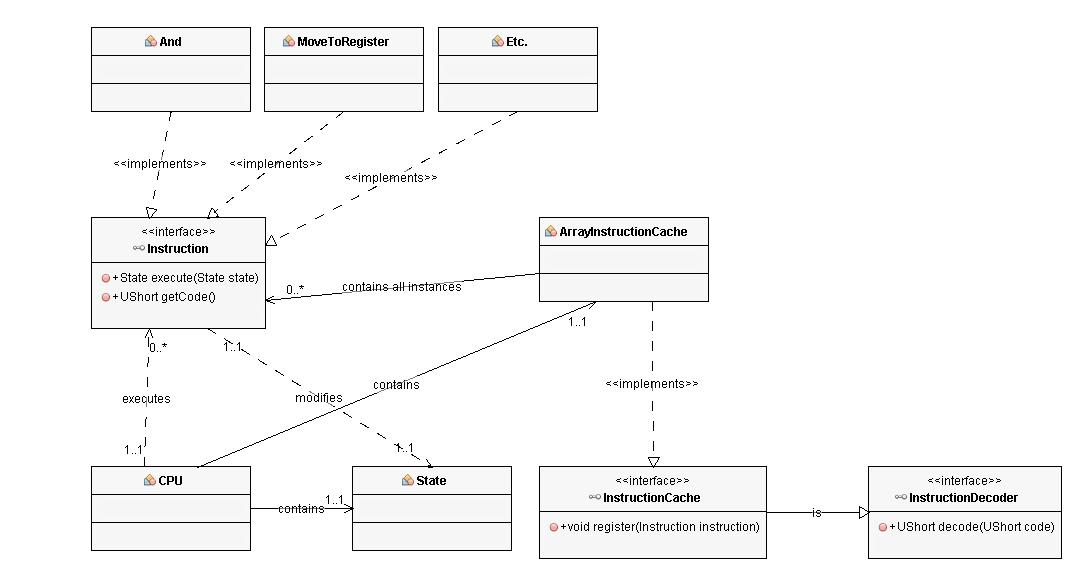 And
MoveToRegister
Etc.
<<implements>>
<<implements>>
<<implements>>
<<interface>>
Instruction
+State execute(State state)
+UShort getCode()
ArrayInstructionCache
0..*
contains all instances
1..1
0..*
1..1
contains
<<implements>>
executes
modifies
1..1
1..1
CPU
State
contains
1..1
<<interface>>
InstructionCache
+void register(Instruction instruction)
is
<<interface>>
InstructionDecoder
+UShort decode(UShort code)